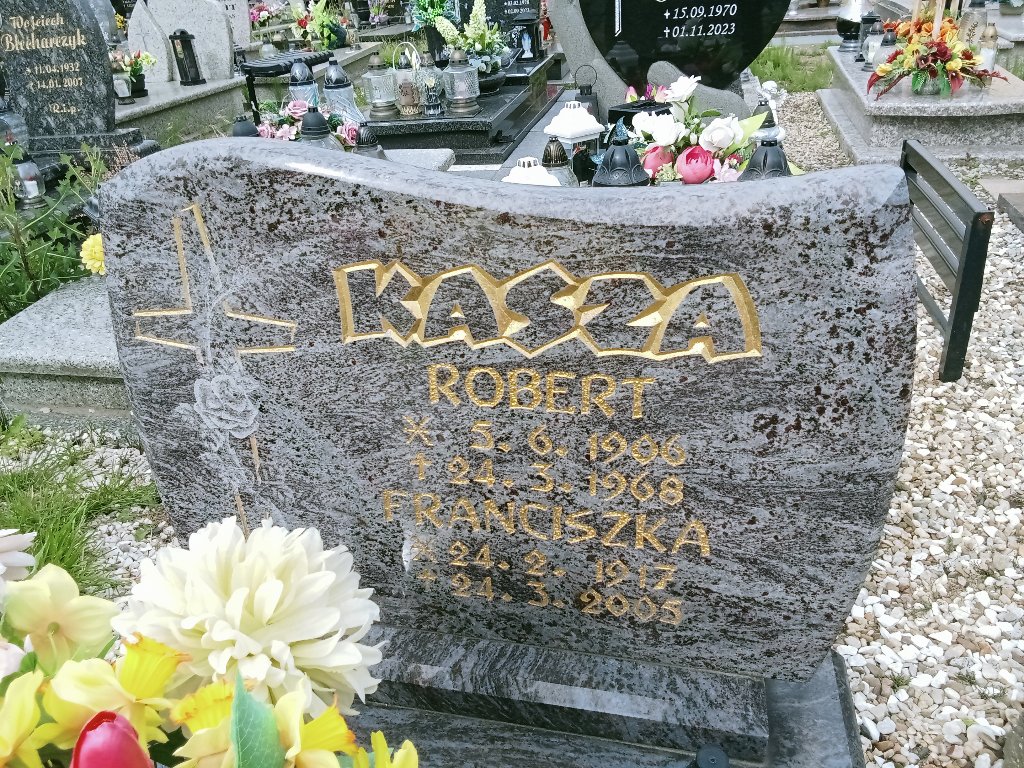 Wojciech
Blecharczyk
* 11.04.1932
✝ 14.01.2007
R.i.p
* 15.09.1970
✝ 01.11.2023
KASZA
ROBERT
* 5. 6. 1906
✝ 24. 3. 1968
FRANCISZKA
* 24. 2. 1917
✝ 24. 3. 2005